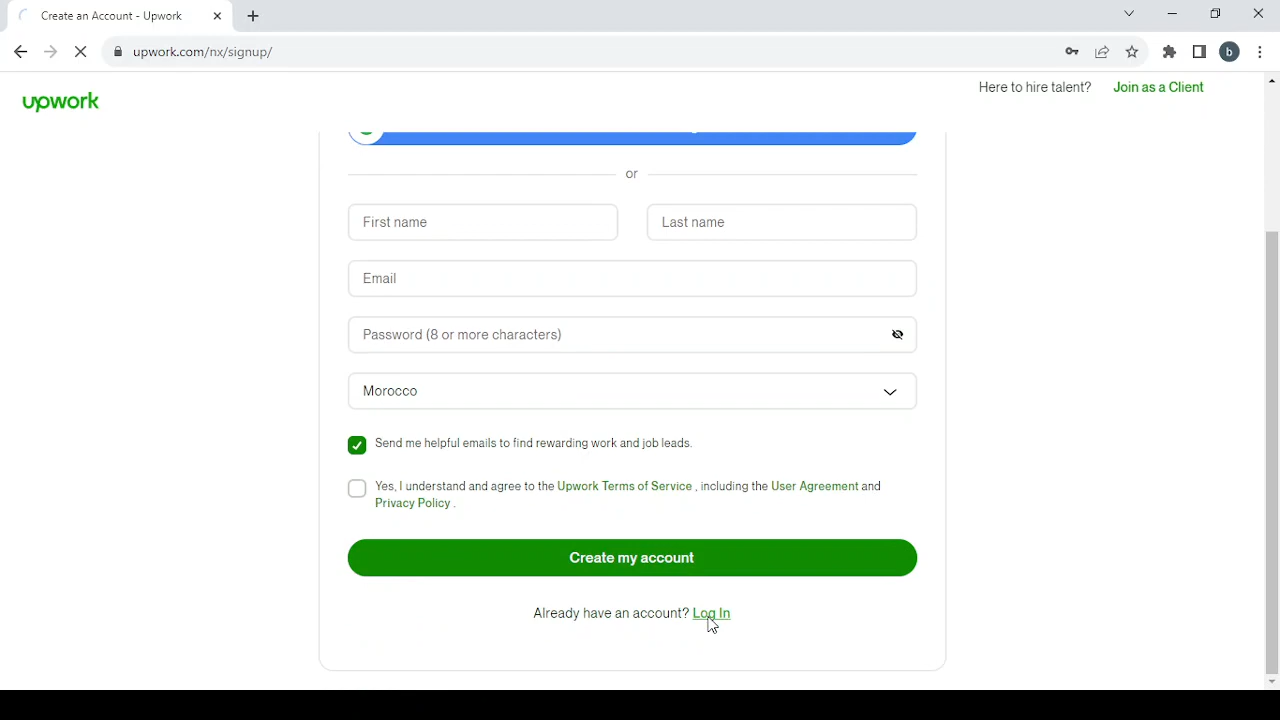 Create an Account - Upwork
upwork.com/nx/signup/
b
upwork
Here to hire talent? Join as a Client
or
First name Last name
Email
Password (8 or more characters)
Morocco
Send me helpful emails to find rewarding work and job leads.
Yes, I understand and agree to the Upwork Terms of Service , including the User Agreement and
Privacy Policy .
Create my account
Already have an account? Log In